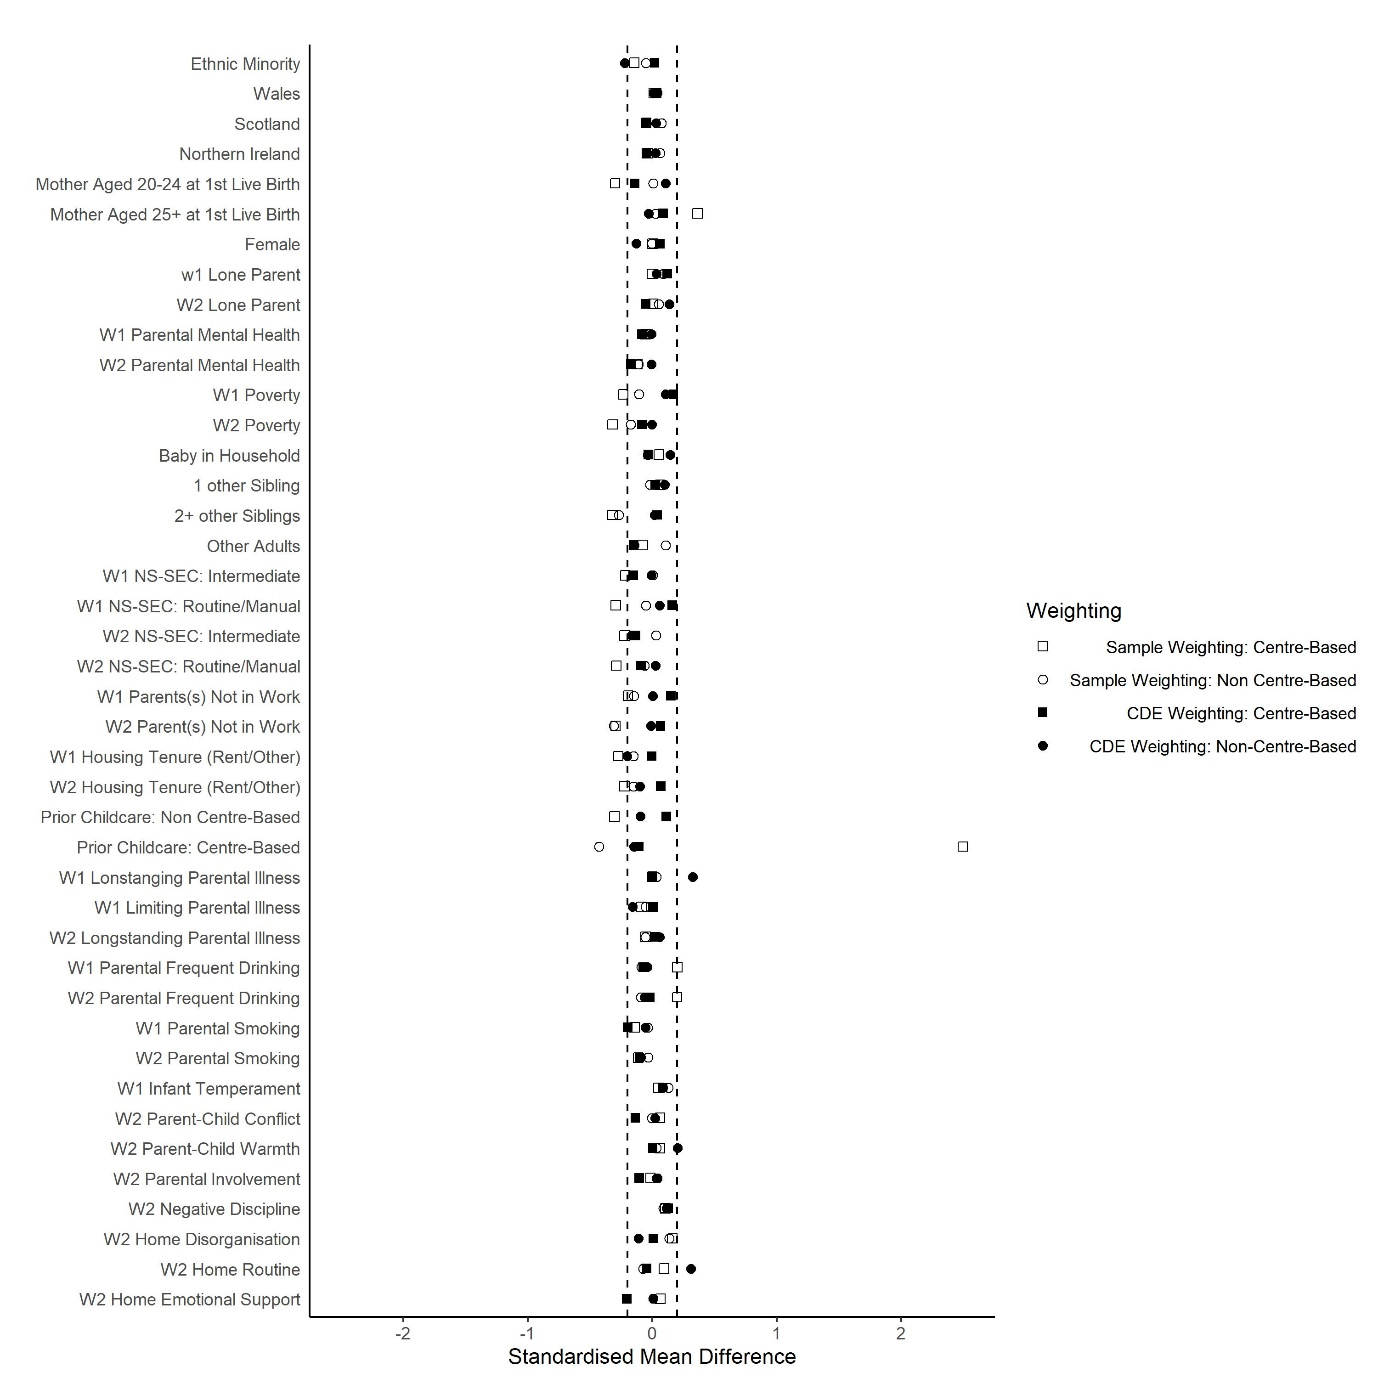 Ethnic Minority
Wales
Scotland
Northern Ireland
Mother Aged 20-24 at 1st Live Birth
Mother Aged 25+ at 1st Live Birth
Female
w1 Lone Parent
W2 Lone Parent
W1 Parental Mental Health
W2 Parental Mental Health
W1 Poverty
W2 Poverty
Baby in Household
1 other Sibling
2+ other Siblings
Other Adults
W1 NS-SEC: Intermediate
W1 NS-SEC: Routine/Manual
W2 NS-SEC: Intermediate
W2 NS-SEC: Routine/Manual
W1 Parents(s) Not in Work
W2 Parent(s) Not in Work
W1 Housing Tenure (Rent/Other)
W2 Housing Tenure (Rent/Other)
Prior Childcare: Non Centre-Based
Prior Childcare: Centre-Based
W1 Lonstanging Parental Illness
W1 Limiting Parental Illness
W2 Longstanding Parental Illness
W1 Parental Frequent Drinking
W2 Parental Frequent Drinking
W1 Parental Smoking
W2 Parental Smoking
W1 Infant Temperament
W2 Parent-Child Conflict
W2 Parent-Child Warmth
W2 Parental Involvement
W2 Negative Discipline
W2 Home Disorganisation
W2 Home Routine
W2 Home Emotional Support
-2 -1 0 1 2
Standardised Mean Difference
Weighting
Sample Weighting: Centre-Based
Sample Weighting: Non Centre-Based
CDE Weighting: Centre-Based
CDE Weighting: Non-Centre-Based